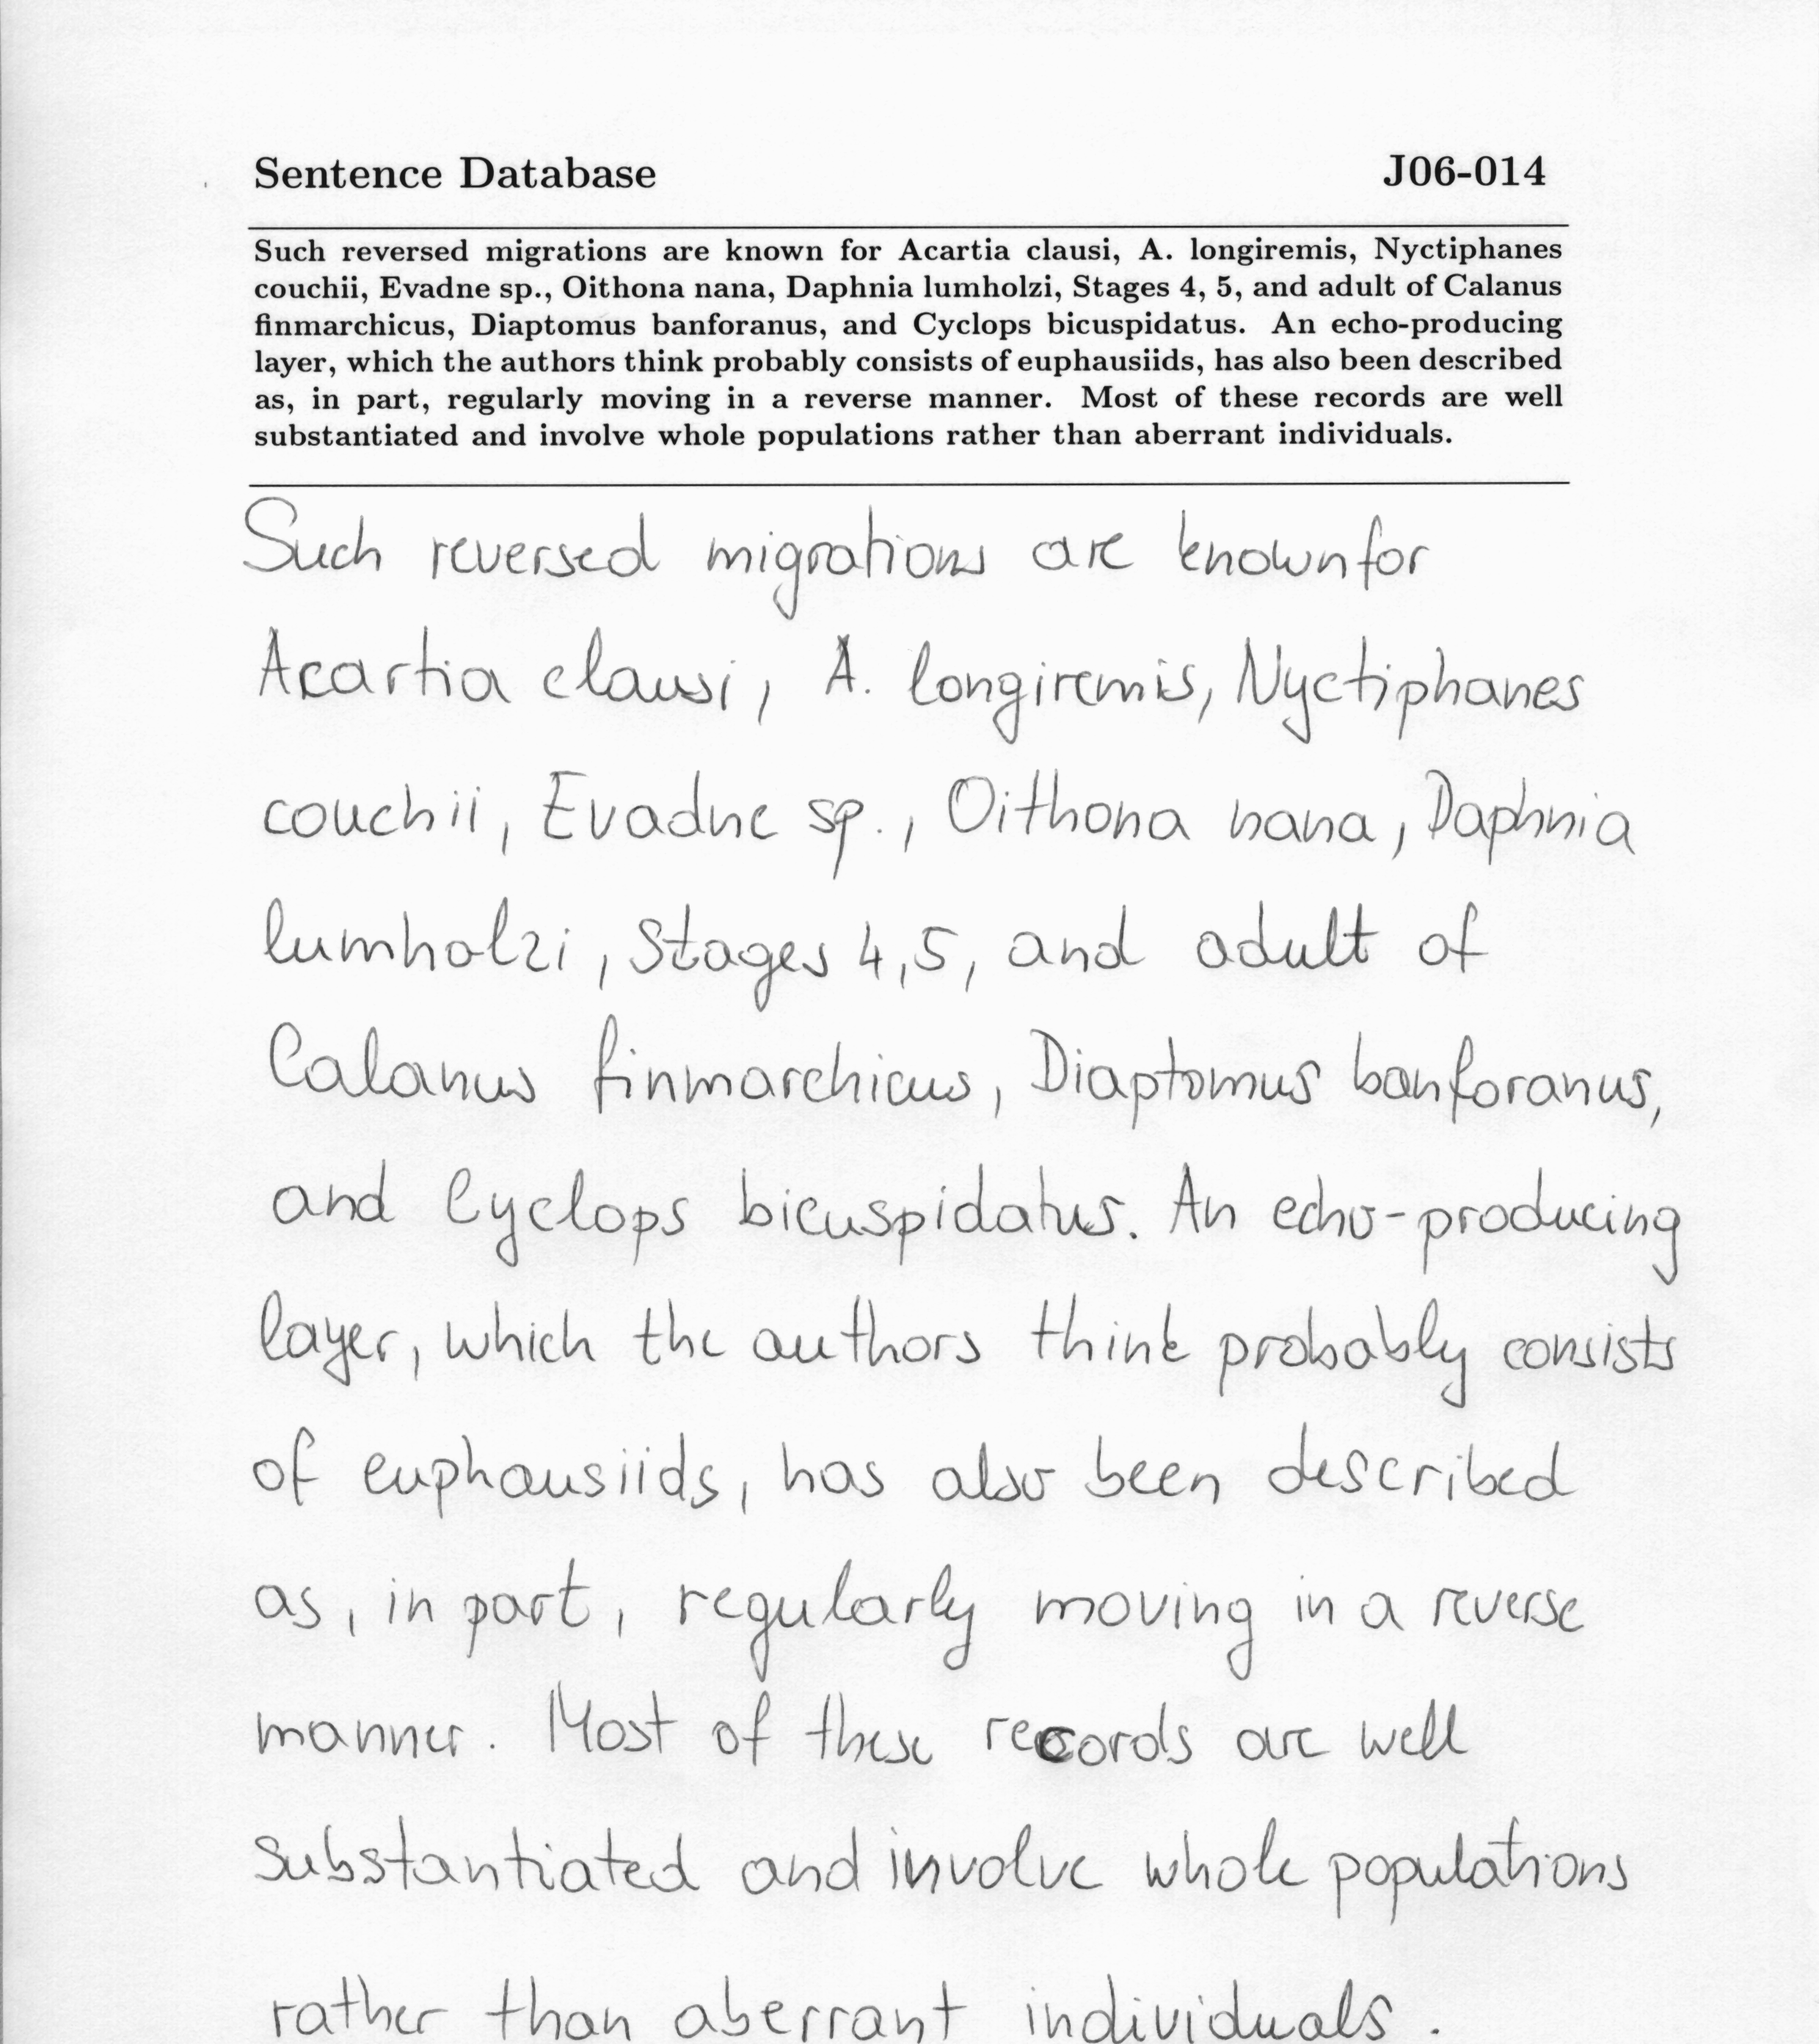 Sentence Database J06-014
Such reversed migrations are known for Acartia clausi, A. longiremis, Nyctiphanes
couchii, Evadne sp., Oithona nana, Daphnia lumholzi, Stages 4, 5, and adult of Calanus
finmarchicus, Diaptomus banforanus, and Cyclops bicuspidatus. An echo-producing
layer, which the authors think probably consists of euphausiids, has also been described
as, in part, regularly moving in a reverse manner. Most of these records are well
substantiated and involve whole populations rather than aberrant individuals.
Such reversed migrations are known for
Acartia clausi, A. longiremis, Nyctiphanes
couchii, Evadne sp., Oithona nana, Daphnia
lumholzi, Stages 4,5, and adult of
Calanus finmarchicus, Diaptomus banforanus,
and Cyclops bicuspidatus. An echo-producing
layer, which the authors think probably consists
of euphausiids, has also been described
as, in part, regularly moving in a reverse
manner. Most of these records are well
substantiated and involve whole populations
rather than aberrant individuals.